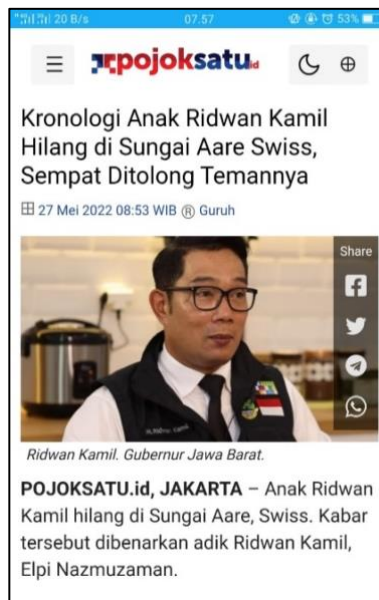 20 B/s 07.57 53%
pojoksatu.id
Kronologi Anak Ridwan Kamil
Hilang di Sungai Aare Swiss,
Sempat Ditolong Temannya
27 Mei 2022 08:53 WIB Ⓡ Guruh
Share
Ridwan Kamil. Gubernur Jawa Barat.
POJOKSATU.id, JAKARTA – Anak Ridwan
Kamil hilang di Sungai Aare, Swiss. Kabar
tersebut dibenarkan adik Ridwan Kamil,
Elpi Nazmuzaman.